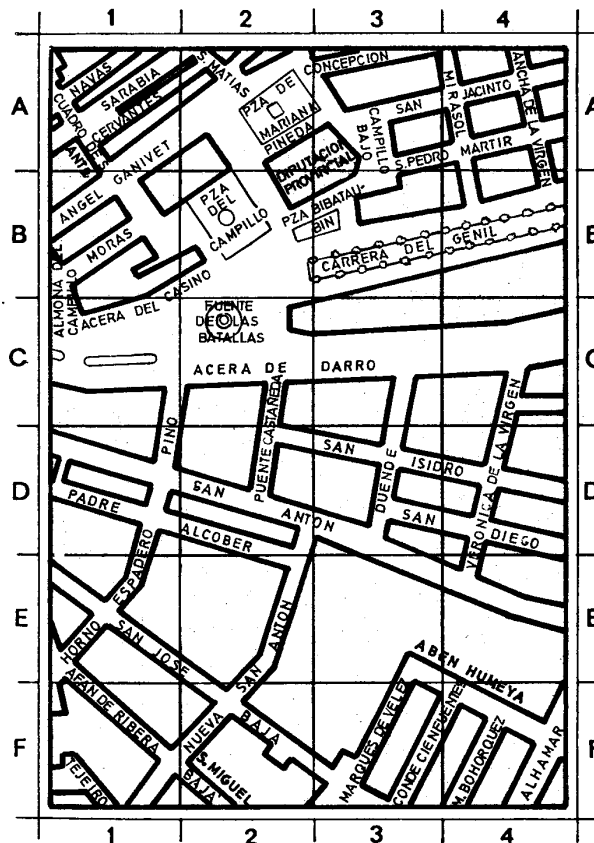 1 2 3 4
A A
NAVAS
SARABIA
CERVANTES
CUADRO DE S.
S. MATIAS
PZA DE
MARIANA
PINEDA
CONCEPCION
SAN JACINTO
MIRASOL
ANCHA DE LA VIRGEN
CAMPILLO
BAJO
S. PEDRO MARTIR
DIPUTACION
PROVINCIAL
ANGEL GANIVET
B B
PZA
DEL
CAMPILLO
PZA BIBATAU-
BIN
CARRERA DEL GENIL
MORAS
ALMONA DEL
CAMPILLO
ACERA DEL CASINO
C C
FUENTE
DE LAS
BATALLAS
ACERA DE DARRO
PINO
PUENTE CASTAÑEDA
D D
SAN ISIDRO
DUENDE
VERONICA DE LA VIRGEN
SAN ANTON
SAN DIEGO
PADRE ALCOBER
ESPADERO
E E
HORNO
SAN JOSE
SAN ANTON
ABEN HUMEYA
AFAN DE RIBERA
F F
NUEVA
BAJA
S. MIGUEL
BAJA
TEJEIRO
MARQUES DE VELEZ
CONDE CIENFUENTES
M. BOHORQUEZ
ALHAMAR
1 2 3 4